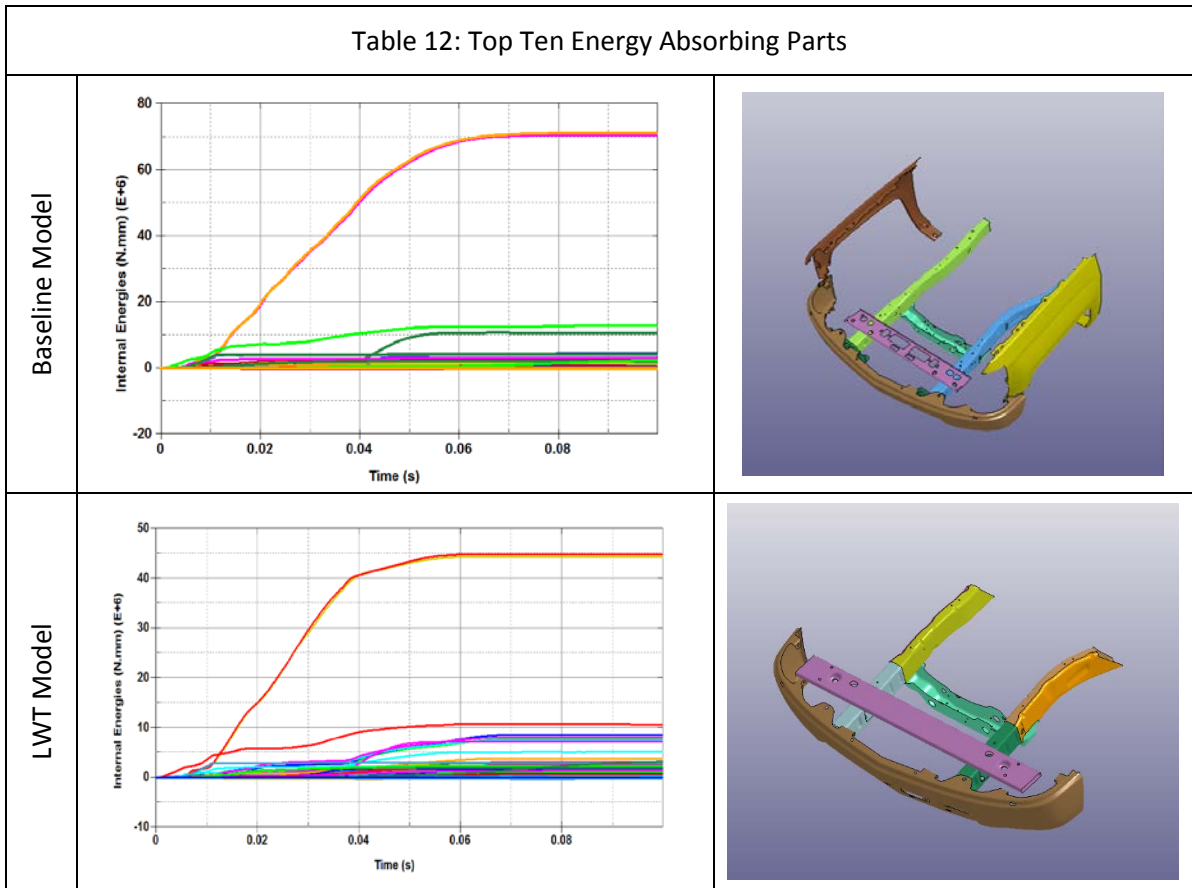 Table 12: Top Ten Energy Absorbing Parts
Baseline Model
Internal Energies (N.mm) (E+6)
80
60
40
20
0
-20
0 0.02 0.04 0.06 0.08
Time (s)
LWT Model
Internal Energies (N.mm) (E+6)
50
40
30
20
10
0
-10
0 0.02 0.04 0.06 0.08
Time (s)